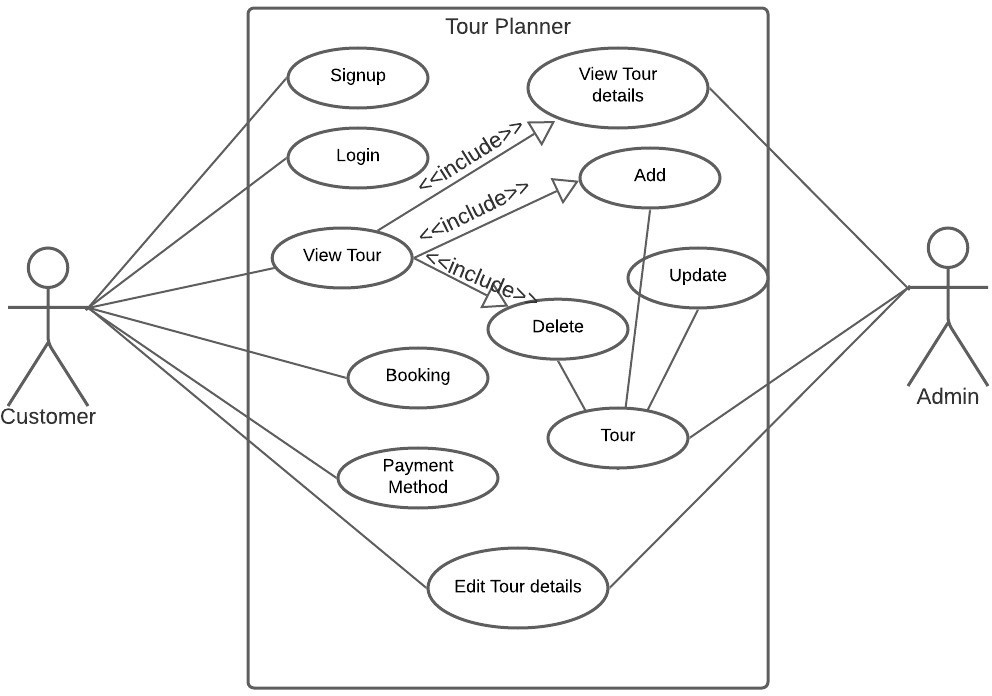 Tour Planner
Signup
View Tour
details
Login
<<include>>
Add
<<include>>
View Tour
<<include>>
Update
Delete
Booking
Admin
Customer
Tour
Payment
Method
Edit Tour details